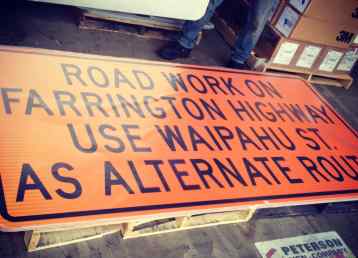 ROAD WORK ON
FARRINGTON HIGHWAY
USE WAIPAHU ST.
AS ALTERNATE ROUT
3M
PETERSON